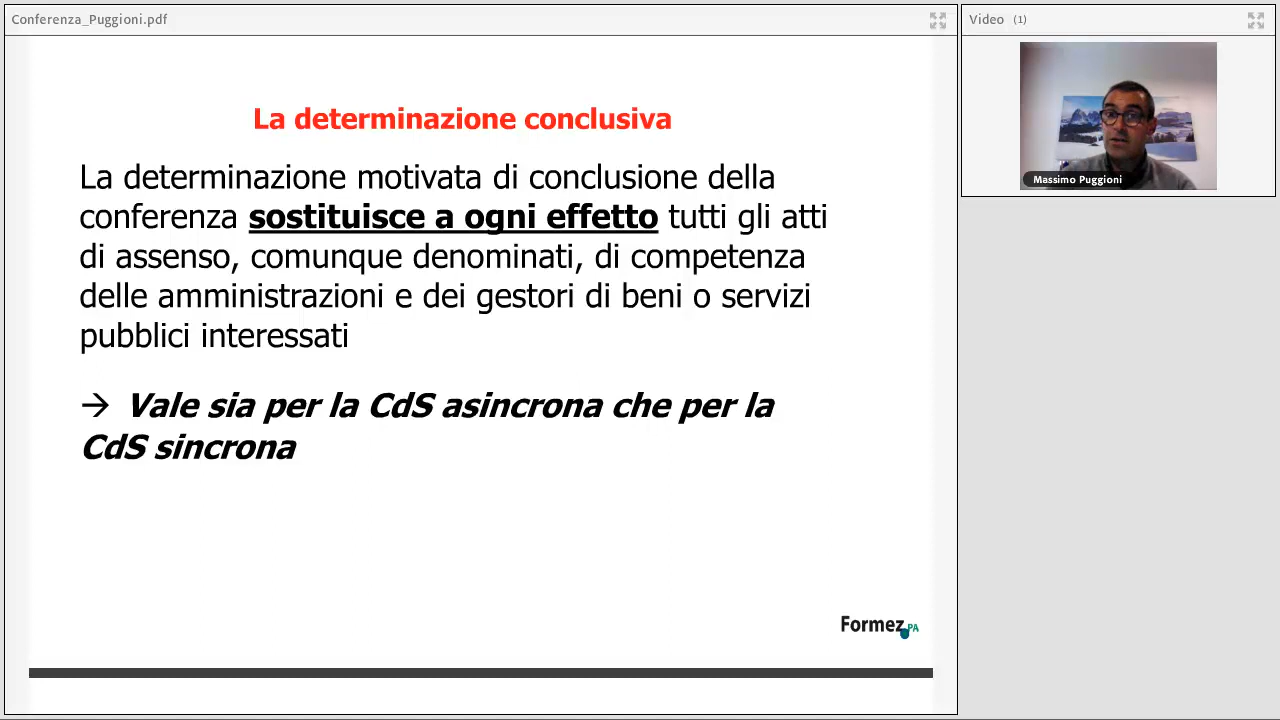 Conferenza_Puggioni.pdf
La determinazione conclusiva
La determinazione motivata di conclusione della
conferenza sostituisce a ogni effetto tutti gli atti
di assenso, comunque denominati, di competenza
delle amministrazioni e dei gestori di beni o servizi
pubblici interessati
→ Vale sia per la CdS asincrona che per la
CdS sincrona
Formez PA
Video (1)
Massimo Puggioni